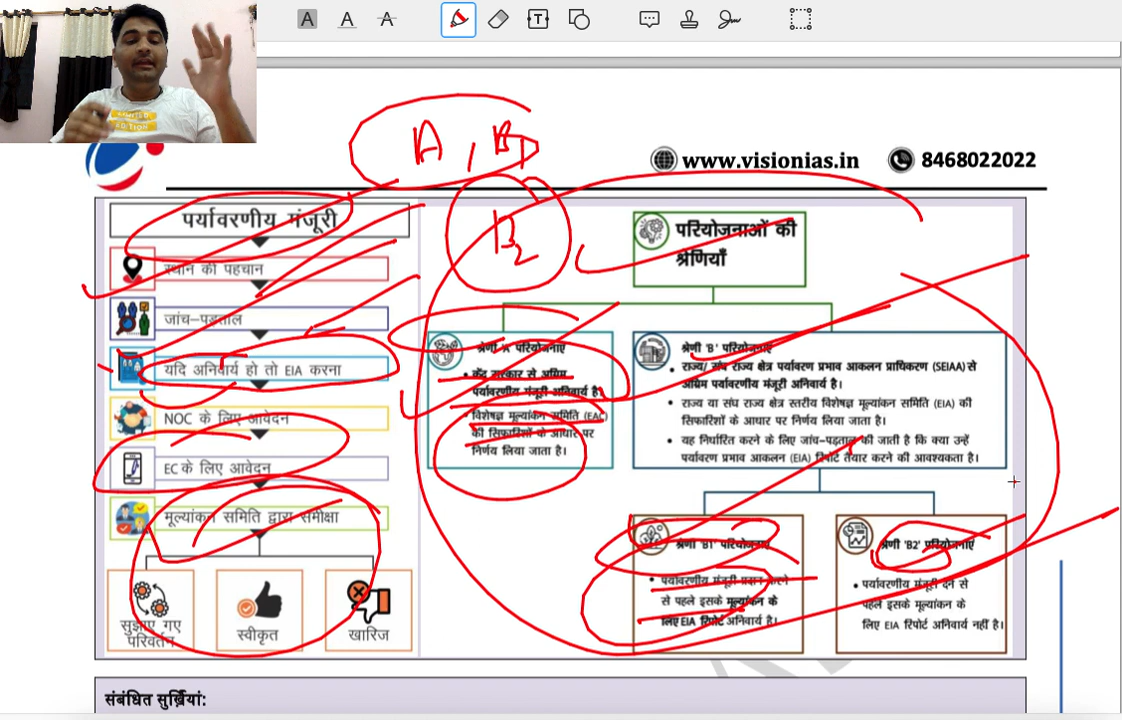 A
A
A
T
LIMITED
EDITION
A, B1
B2
www.visionias.in
8468022022
पर्यावरणीय मंजूरी
स्थान की पहचान
जांच-पड़ताल
यदि अनिवार्य हो तो EIA करना
NOC के लिए आवेदन
EC के लिए आवेदन
मूल्यांकन समिति द्वारा समीक्षा
सुझाए गए
परिवर्तन
स्वीकृत
खारिज
परियोजनाओं की
श्रेणियाँ
श्रेणी 'A' परियोजनाएं
• केंद्र सरकार से अग्रिम
पर्यावरणीय मंजूरी अनिवार्य है।
• विशेषज्ञ मूल्यांकन समिति (EAC)
की सिफारिशों के आधार पर
निर्णय लिया जाता है।
श्रेणी 'B' परियोजनाएं
• राज्य/ संघ राज्य क्षेत्र पर्यावरण प्रभाव आकलन प्राधिकरण (SEIAA) से
अग्रिम पर्यावरणीय मंजूरी अनिवार्य है।
• राज्य या संघ राज्य क्षेत्र स्तरीय विशेषज्ञ मूल्यांकन समिति (EIA) की
सिफारिशों के आधार पर निर्णय लिया जाता है।
• यह निर्धारित करने के लिए जांच-पड़ताल की जाती है कि क्या उन्हें
पर्यावरण प्रभाव आकलन (EIA) रिपोर्ट तैयार करने की आवश्यकता है।
श्रेणी 'B1' परियोजनाएं
• पर्यावरणीय मंजूरी प्रदान करने
से पहले इसके मूल्यांकन के
लिए EIA रिपोर्ट अनिवार्य है।
श्रेणी 'B2' परियोजनाएं
• पर्यावरणीय मंजूरी देने से
पहले इसके मूल्यांकन के
लिए EIA रिपोर्ट अनिवार्य नहीं है।
संबंधित सुर्ख़ियां: